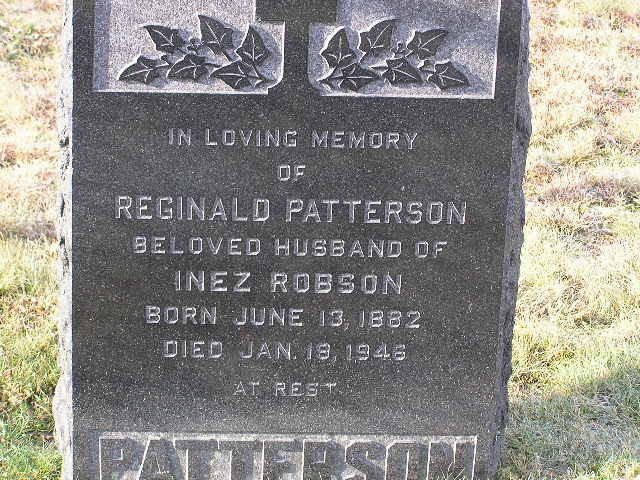 IN LOVING MEMORY
OF
REGINALD PATTERSON
BELOVED HUSBAND OF
INEZ ROBSON
BORN JUNE 13, 1882
DIED JAN. 19, 1946
AT REST
PATTERSON